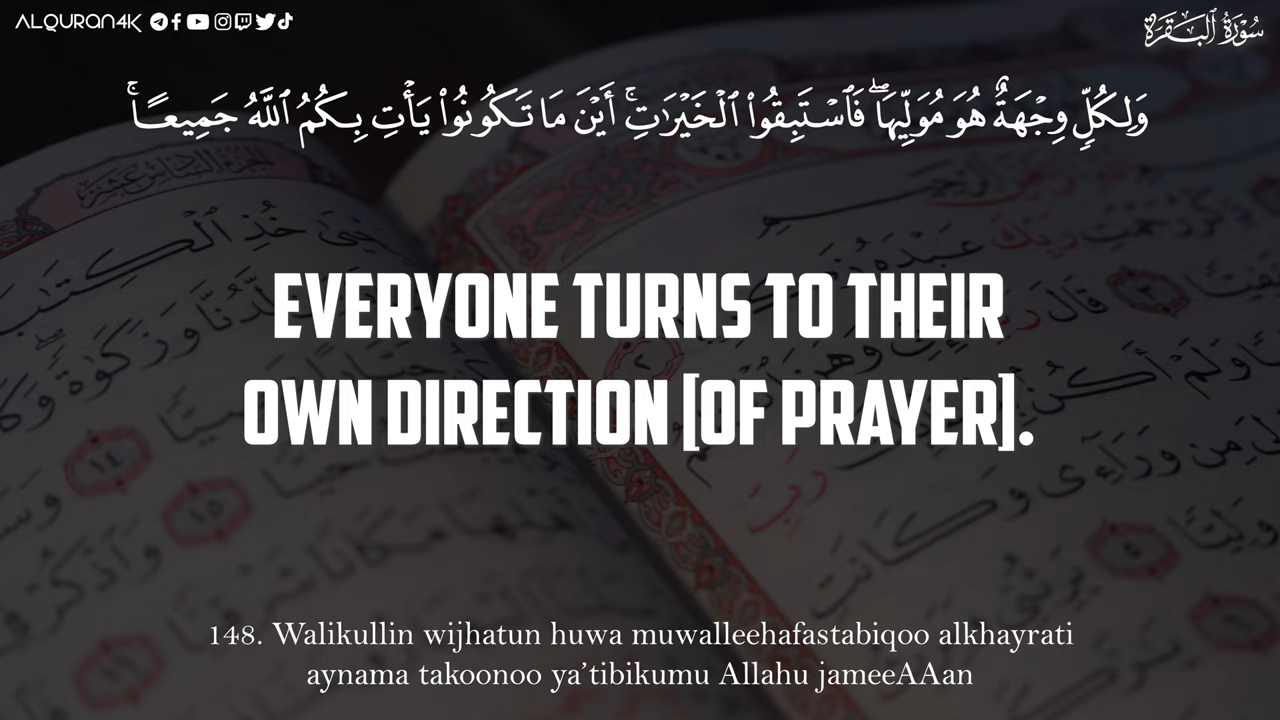 ALQURAN4K
سُورَةُ البَقَرَةِ
وَلِكُلٍّ وِجْهَةٌ هُوَ مُوَلِّيهَا ۖ فَٱسْتَبِقُوا۟ ٱلْخَيْرَٰتِ ۚ أَيْنَ مَا تَكُونُوا۟ يَأْتِ بِكُمُ ٱللَّهُ جَمِيعًا ۚ
EVERYONE TURNS TO THEIR
OWN DIRECTION [OF PRAYER].
148. Walikullin wijhatun huwa muwalleehafastabiqoo alkhayrati
aynama takoonoo ya’tibikumu Allahu jameeAAan